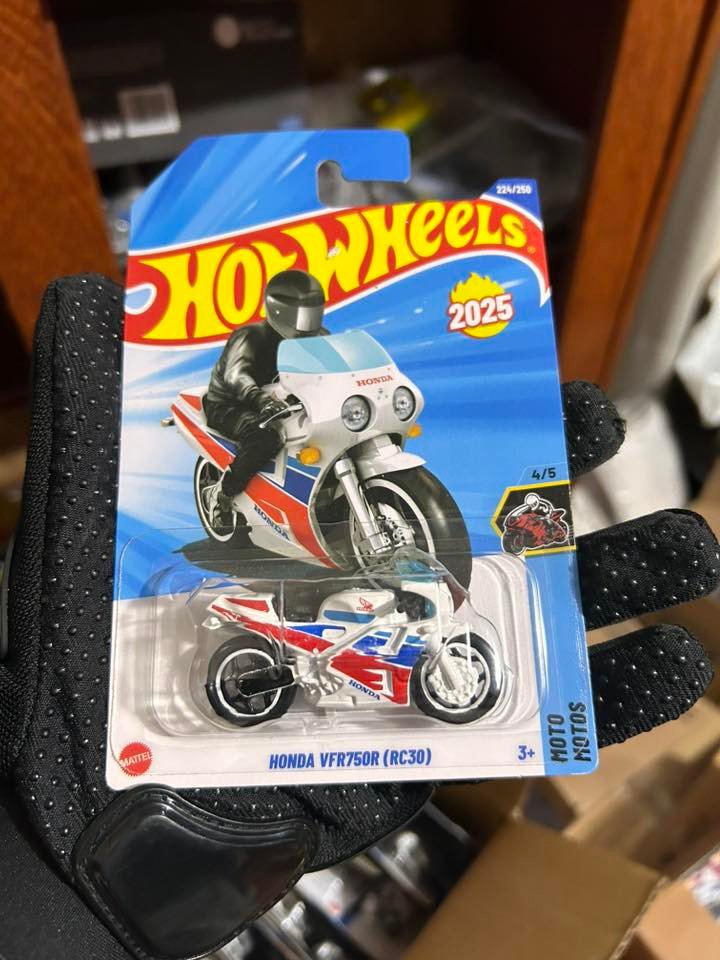 224/250
HOT WHEELS
2025
HONDA
HONDA
4/5
HONDA
MATTEL
HONDA VFR750R (RC30)
3+
MOTO
MOTOS